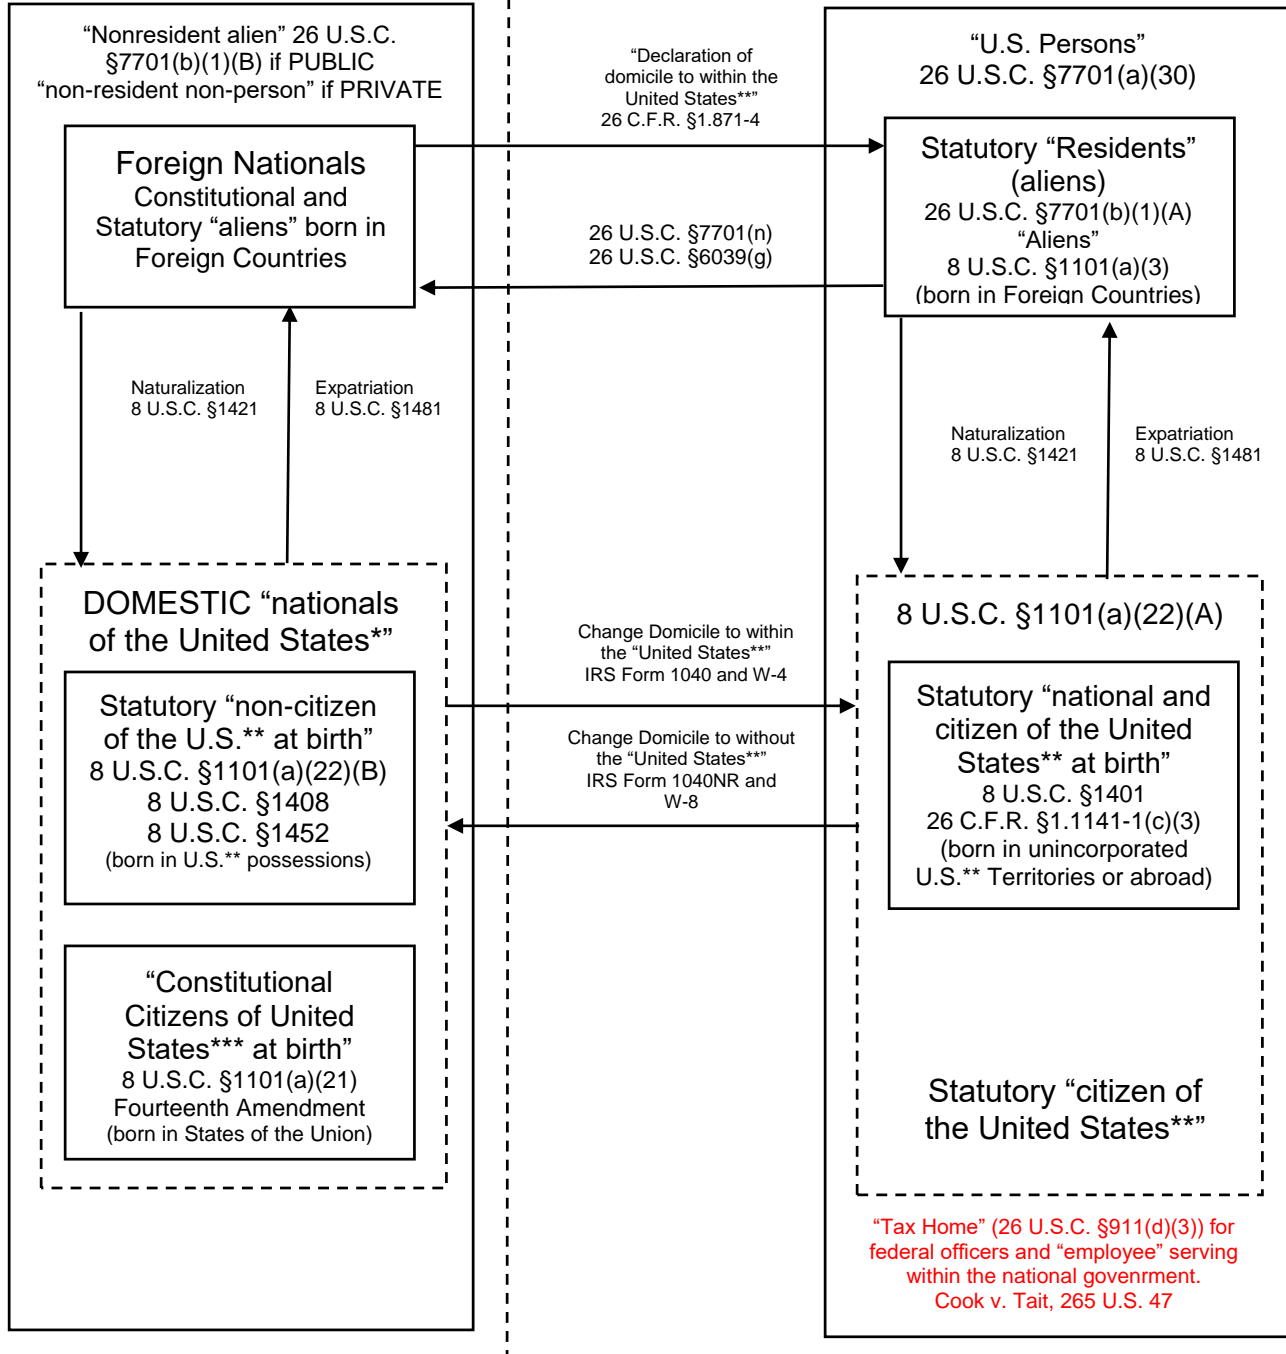 “Nonresident alien” 26 U.S.C.
§7701(b)(1)(B) if PUBLIC
“non-resident non-person” if PRIVATE
Foreign Nationals
Constitutional and
Statutory “aliens” born in
Foreign Countries
Naturalization
8 U.S.C. §1421
Expatriation
8 U.S.C. §1481
DOMESTIC “nationals
of the United States*”
Statutory “non-citizen
of the U.S.** at birth”
8 U.S.C. §1101(a)(22)(B)
8 U.S.C. §1408
8 U.S.C. §1452
(born in U.S.** possessions)
“Constitutional
Citizens of United
States*** at birth”
8 U.S.C. §1101(a)(21)
Fourteenth Amendment
(born in States of the Union)
“Declaration of
domicile to within the
United States**”
26 C.F.R. §1.871-4
26 U.S.C. §7701(n)
26 U.S.C. §6039(g)
Change Domicile to within
the “United States**”
IRS Form 1040 and W-4
Change Domicile to without
the “United States**”
IRS Form 1040NR and
W-8
“U.S. Persons”
26 U.S.C. §7701(a)(30)
Statutory “Residents”
(aliens)
26 U.S.C. §7701(b)(1)(A)
“Aliens”
8 U.S.C. §1101(a)(3)
(born in Foreign Countries)
Naturalization
8 U.S.C. §1421
Expatriation
8 U.S.C. §1481
8 U.S.C. §1101(a)(22)(A)
Statutory “national and
citizen of the United
States** at birth”
8 U.S.C. §1401
26 C.F.R. §1.1141-1(c)(3)
(born in unincorporated
U.S.** Territories or abroad)
Statutory “citizen of
the United States**”
“Tax Home” (26 U.S.C. §911(d)(3)) for
federal officers and “employee” serving
within the national govenrment.
Cook v. Tait, 265 U.S. 47